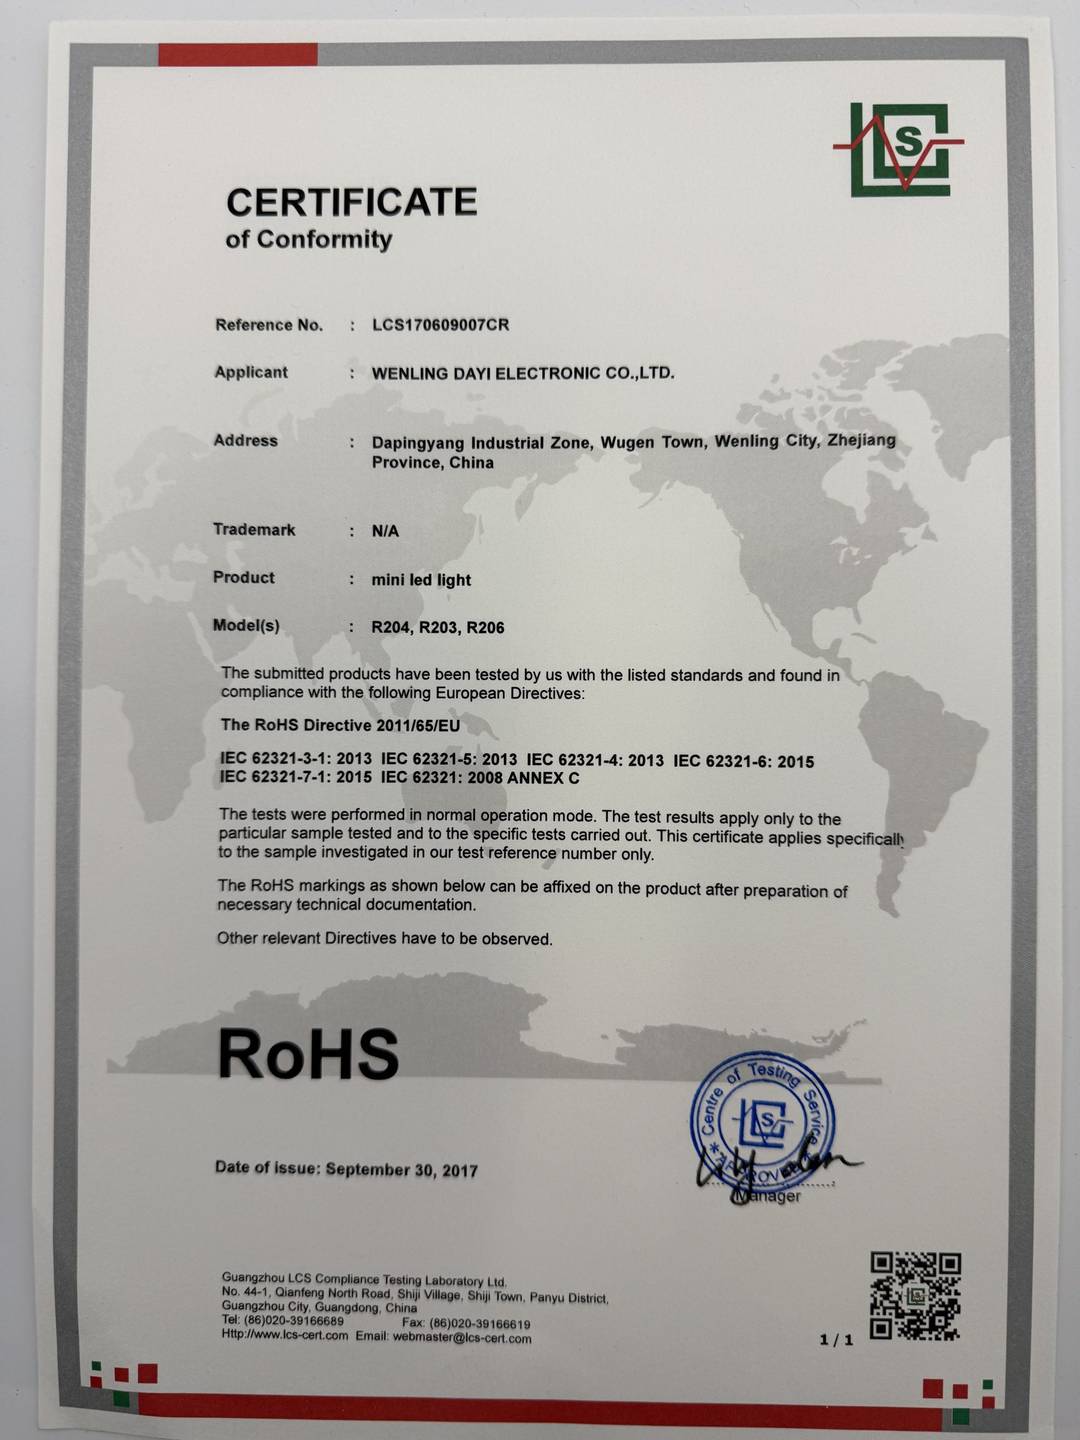 LCS
CERTIFICATE
of Conformity
Reference No. : LCS170609007CR
Applicant : WENLING DAYI ELECTRONIC CO.,LTD.
Address : Dapingyang Industrial Zone, Wugen Town, Wenling City, Zhejiang
Province, China
Trademark : N/A
Product : mini led light
Model(s) : R204, R203, R206
The submitted products have been tested by us with the listed standards and found in
compliance with the following European Directives:
The RoHS Directive 2011/65/EU
IEC 62321-3-1: 2013 IEC 62321-5: 2013 IEC 62321-4: 2013 IEC 62321-6: 2015
IEC 62321-7-1: 2015 IEC 62321: 2008 ANNEX C
The tests were performed in normal operation mode. The test results apply only to the
particular sample tested and to the specific tests carried out. This certificate applies specifically
to the sample investigated in our test reference number only.
The RoHS markings as shown below can be affixed on the product after preparation of
necessary technical documentation.
Other relevant Directives have to be observed.
RoHS
Centre of Testing Service
LCS
* APPROVED *
Date of issue: September 30, 2017
Manager
Guangzhou LCS Compliance Testing Laboratory Ltd.
No. 44-1, Qianfeng North Road, Shiji Village, Shiji Town, Panyu District,
Guangzhou City, Guangdong, China
Tel: (86)020-39166689 Fax: (86)020-39166619
Http://www.lcs-cert.com Email: webmaster@lcs-cert.com
1 / 1